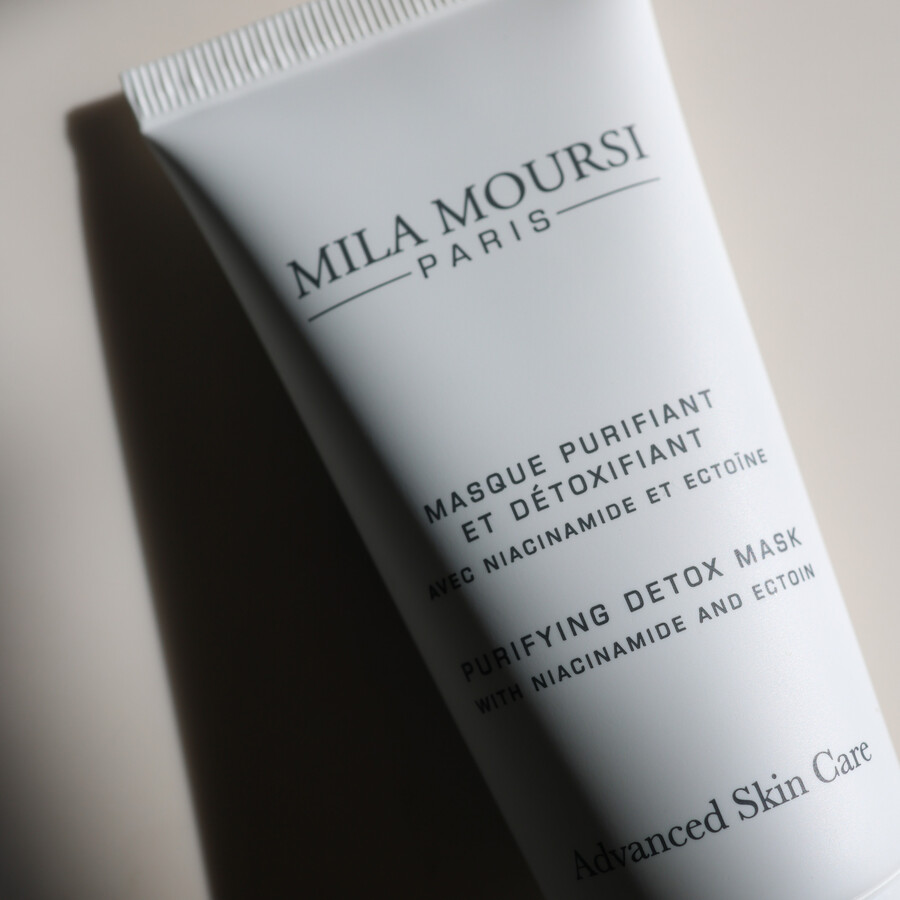 MILA MOURSI
PARIS
MASQUE PURIFIANT
ET DÉTOXIFIANT
AVEC NIACINAMIDE ET ECTOÏNE
PURIFYING DETOX MASK
WITH NIACINAMIDE AND ECTOIN
Advanced Skin Care